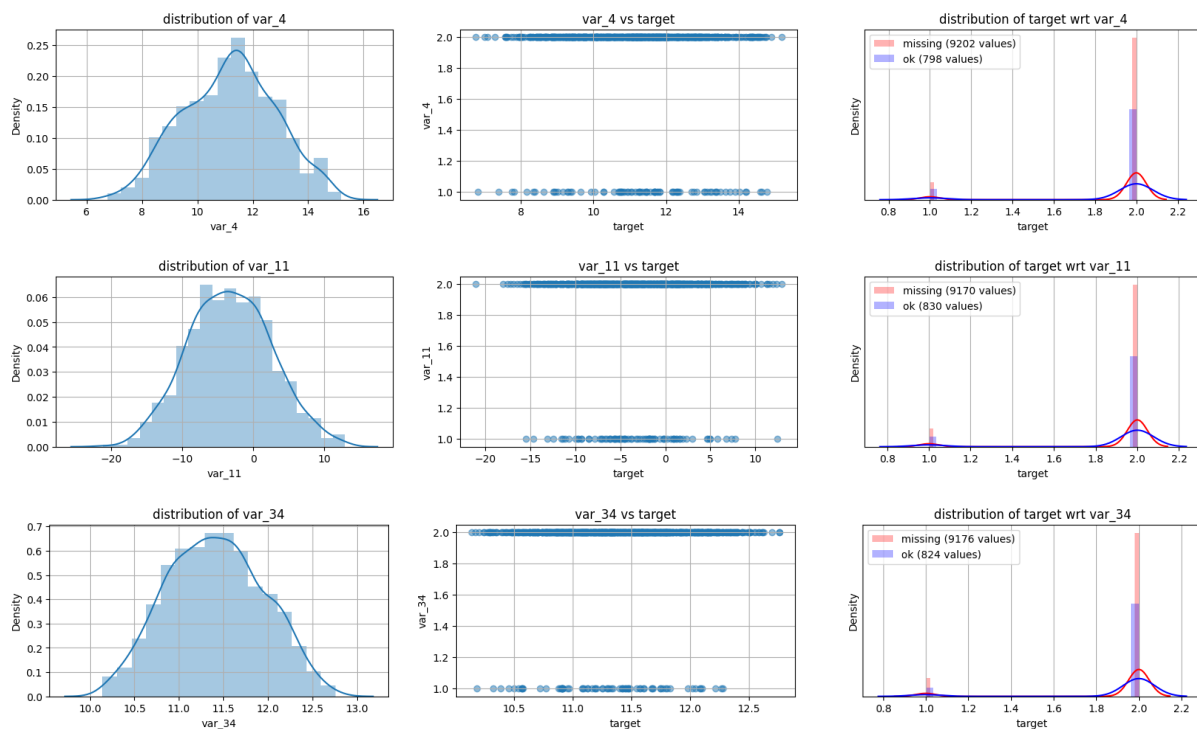 distribution of var_4
Density
0.25
0.20
0.15
0.10
0.05
0.00
6 8 10 12 14 16
var_4
var_4 vs target
var_4
2.0
1.8
1.6
1.4
1.2
1.0
8 10 12 14
target
distribution of target wrt var_4
Density
missing (9202 values)
ok (798 values)
0.8 1.0 1.2 1.4 1.6 1.8 2.0 2.2
target
distribution of var_11
Density
0.06
0.05
0.04
0.03
0.02
0.01
0.00
−20 −10 0 10
var_11
var_11 vs target
var_11
2.0
1.8
1.6
1.4
1.2
1.0
−20 −15 −10 −5 0 5 10
target
distribution of target wrt var_11
Density
missing (9170 values)
ok (830 values)
0.8 1.0 1.2 1.4 1.6 1.8 2.0 2.2
target
distribution of var_34
Density
0.7
0.6
0.5
0.4
0.3
0.2
0.1
0.0
10.0 10.5 11.0 11.5 12.0 12.5 13.0
var_34
var_34 vs target
var_34
2.0
1.8
1.6
1.4
1.2
1.0
10.5 11.0 11.5 12.0 12.5
target
distribution of target wrt var_34
Density
missing (9176 values)
ok (824 values)
0.8 1.0 1.2 1.4 1.6 1.8 2.0 2.2
target